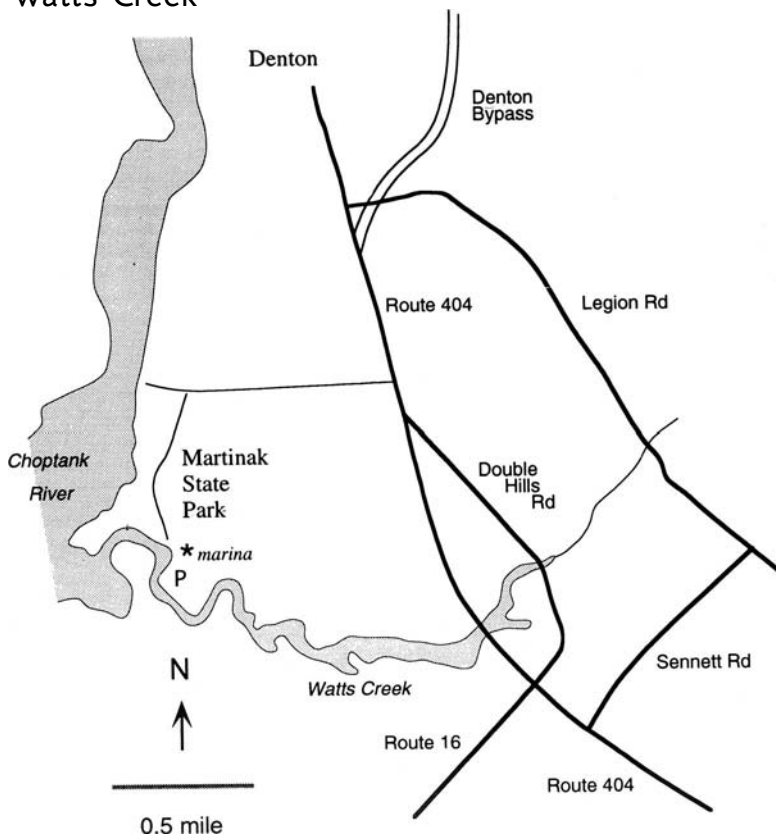 Watts Creek
Denton
Denton
Bypass
Route 404
Legion Rd
Choptank
River
Martinak
State
Park
Double
Hills
Rd
* marina
P
N
Watts Creek
Sennett Rd
Route 16
Route 404
0.5 mile